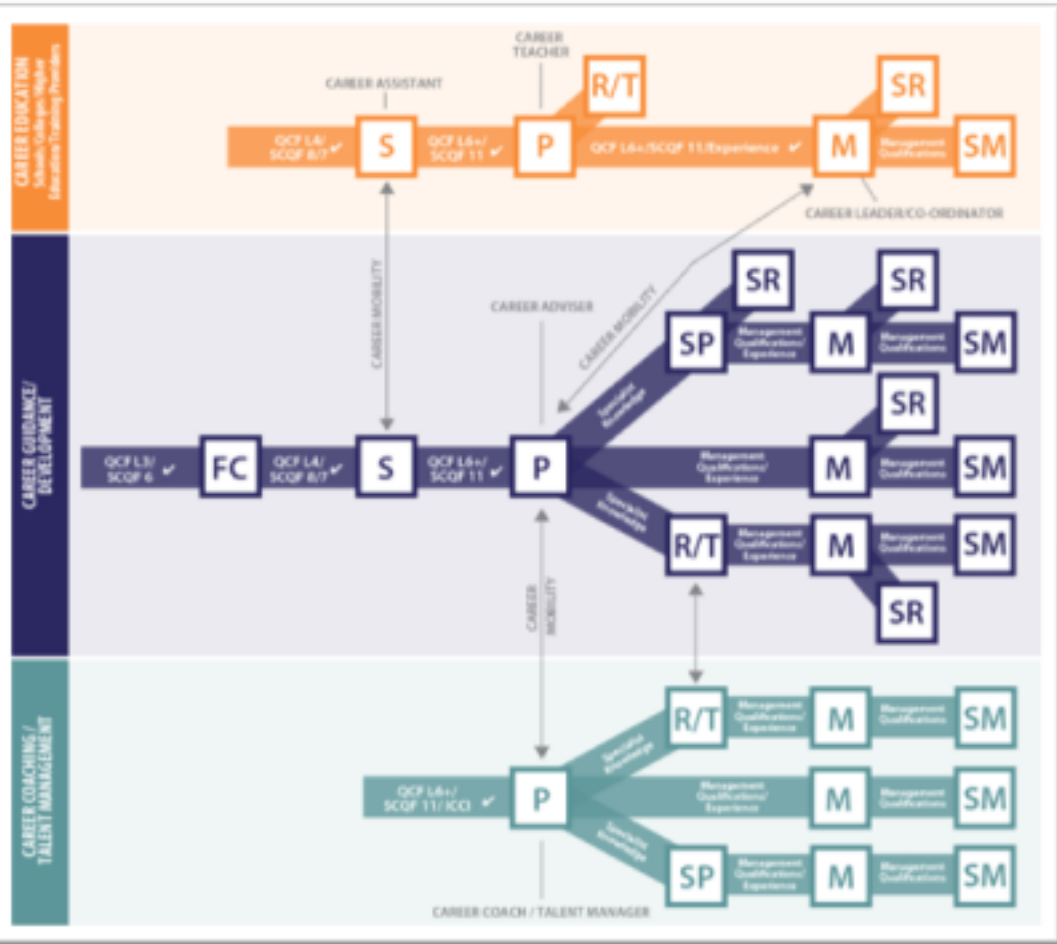 CAREER EDUCATION
Schools/Colleges/Higher
Education/Training Providers
CAREER ASSISTANT
CAREER
TEACHER
R/T
SR
QCF L4/
SCQF 8/7 ✔
S
QCF L6+/
SCQF 11 ✔
P
QCF L6+/SCQF 11/Experience ✔
M
Management
Qualifications
SM
CAREER LEADER/CO-ORDINATOR
CAREER MOBILITY
CAREER MOBILITY
CAREER GUIDANCE/
DEVELOPMENT
CAREER ADVISER
SR
SR
Specialist
Knowledge
SP
Management
Qualifications/
Experience
M
Management
Qualifications
SM
SR
QCF L3/
SCQF 6 ✔
FC
QCF L4/
SCQF 8/7 ✔
S
QCF L6+/
SCQF 11 ✔
P
Management
Qualifications/
Experience
M
Management
Qualifications
SM
Specialist
Knowledge
R/T
Management
Qualifications/
Experience
M
Management
Qualifications
SM
SR
CAREER
MOBILITY
CAREER COACHING /
TALENT MANAGEMENT
Specialist
Knowledge
R/T
Management
Qualifications/
Experience
M
Management
Qualifications
SM
QCF L6+/
SCQF 11/ ICCI ✔
P
Management
Qualifications/
Experience
M
Management
Qualifications
SM
Specialist
Knowledge
SP
Management
Qualifications/
Experience
M
Management
Qualifications
SM
CAREER COACH / TALENT MANAGER